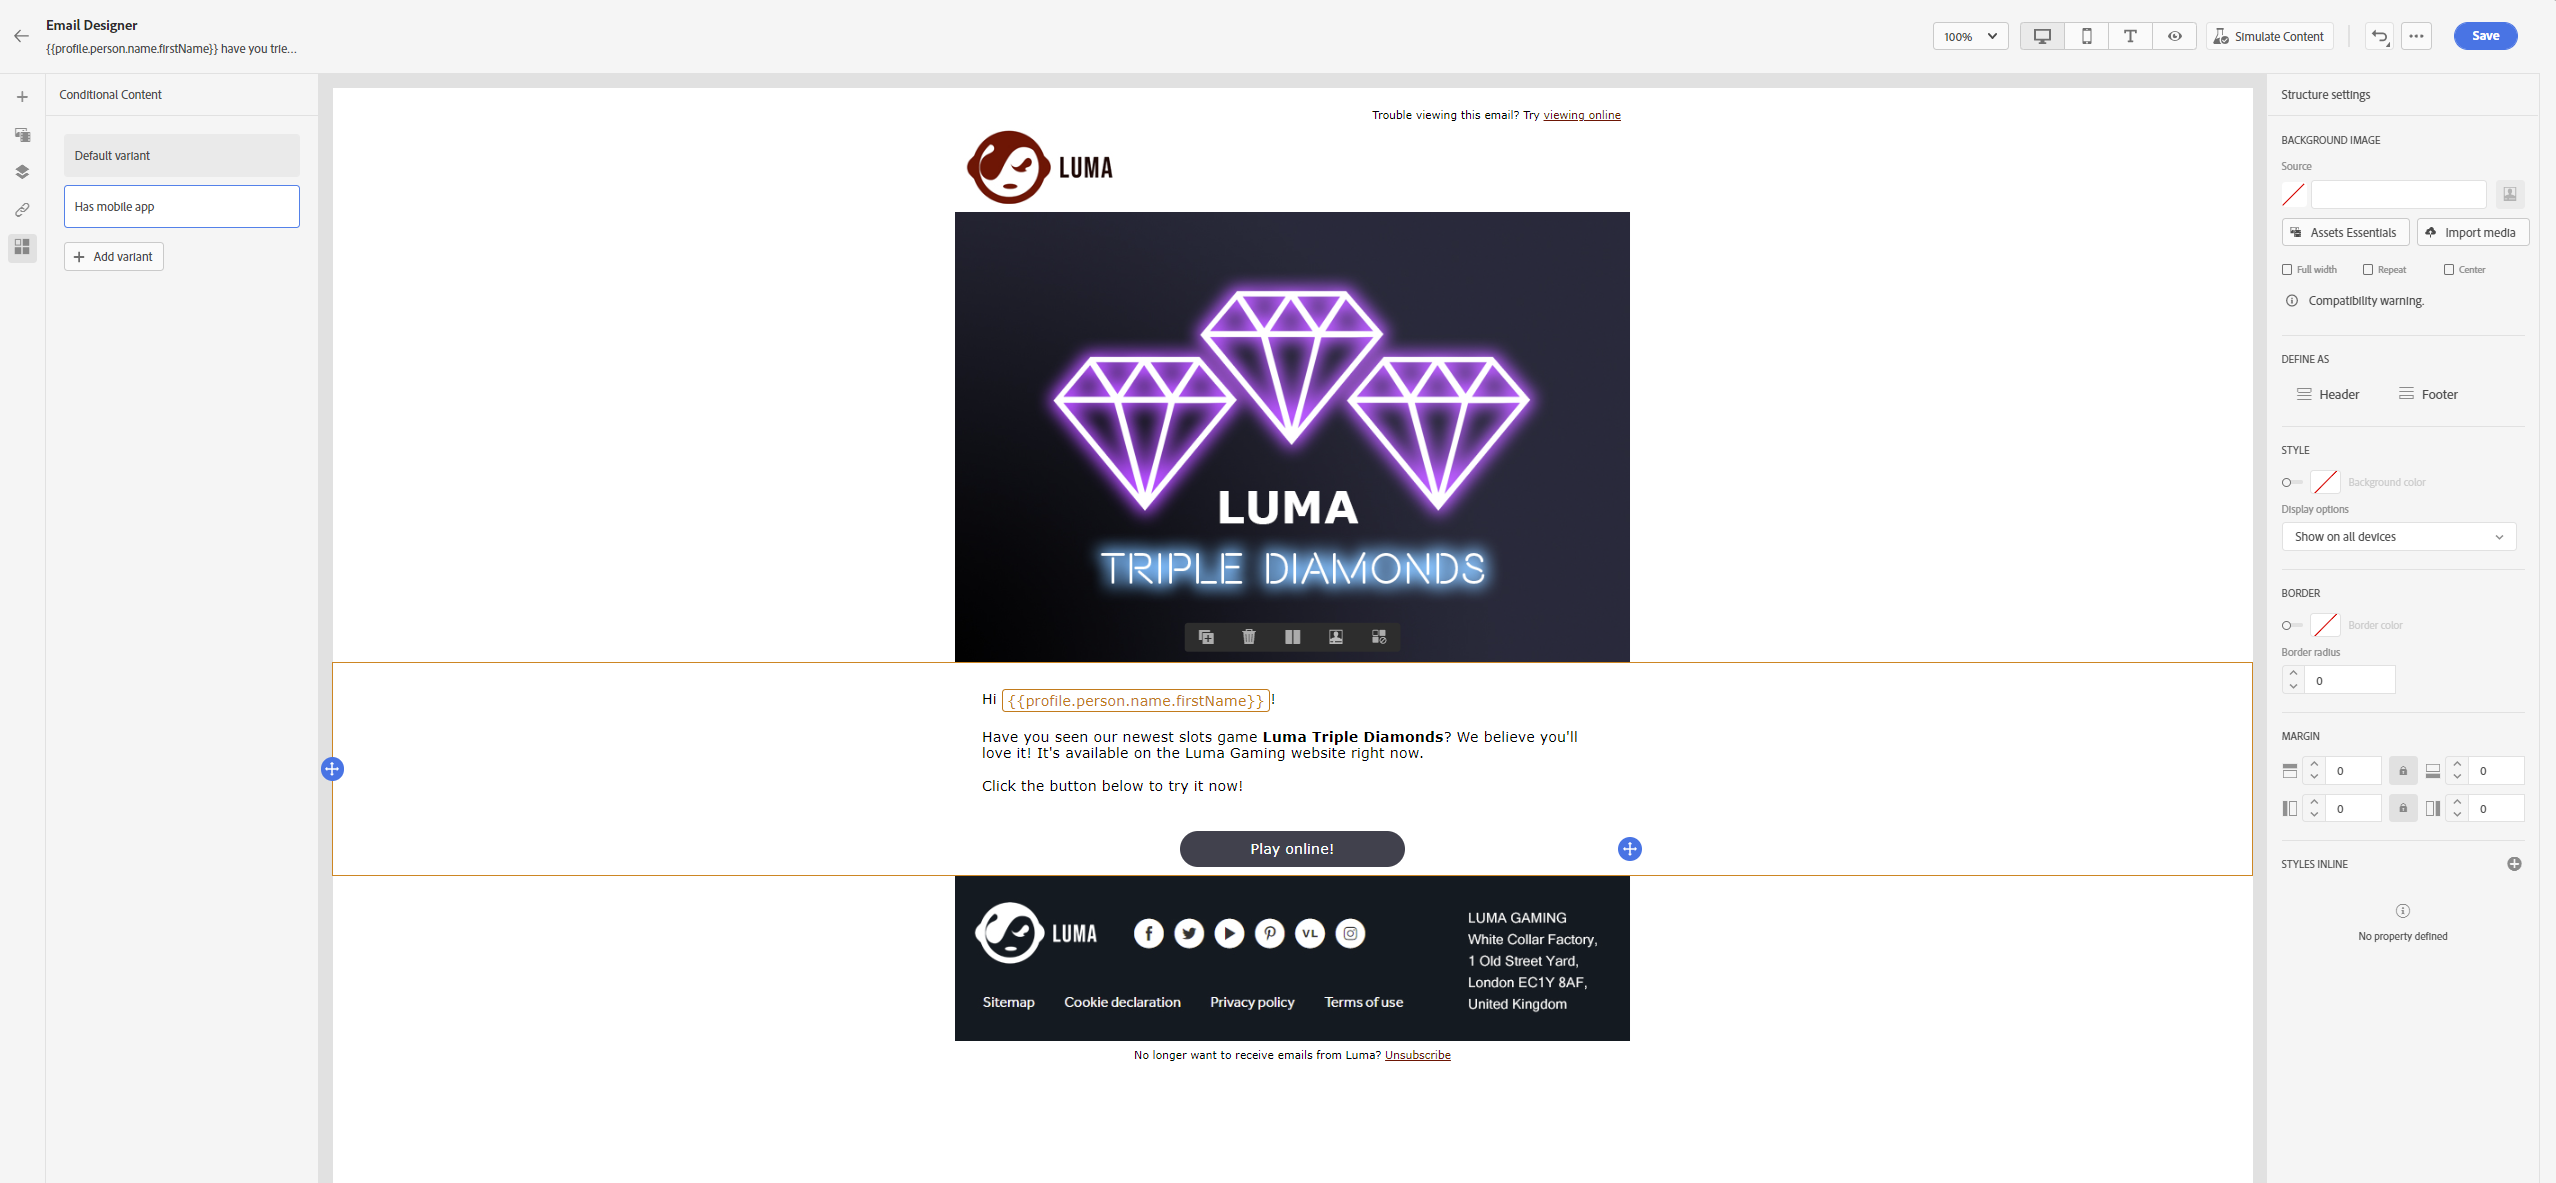 Email Designer
{{profile.person.name.firstName}} have you trie...
100%
Simulate Content
Save
Conditional Content
Default variant
Has mobile app
Add variant
Trouble viewing this email? Try viewing online
LUMA
LUMA
TRIPLE DIAMONDS
Hi {{profile.person.name.firstName}}!
Have you seen our newest slots game Luma Triple Diamonds? We believe you'll
love it! It's available on the Luma Gaming website right now.
Click the button below to try it now!
Play online!
LUMA
VL
Sitemap
Cookie declaration
Privacy policy
Terms of use
LUMA GAMING
White Collar Factory,
1 Old Street Yard,
London EC1Y 8AF,
United Kingdom
No longer want to receive emails from Luma? Unsubscribe
Structure settings
BACKGROUND IMAGE
Source
Assets Essentials
Import media
Full width
Repeat
Center
Compatibility warning.
DEFINE AS
Header
Footer
STYLE
Background color
Display options
Show on all devices
BORDER
Border color
Border radius
0
MARGIN
0
0
0
0
STYLES INLINE
No property defined